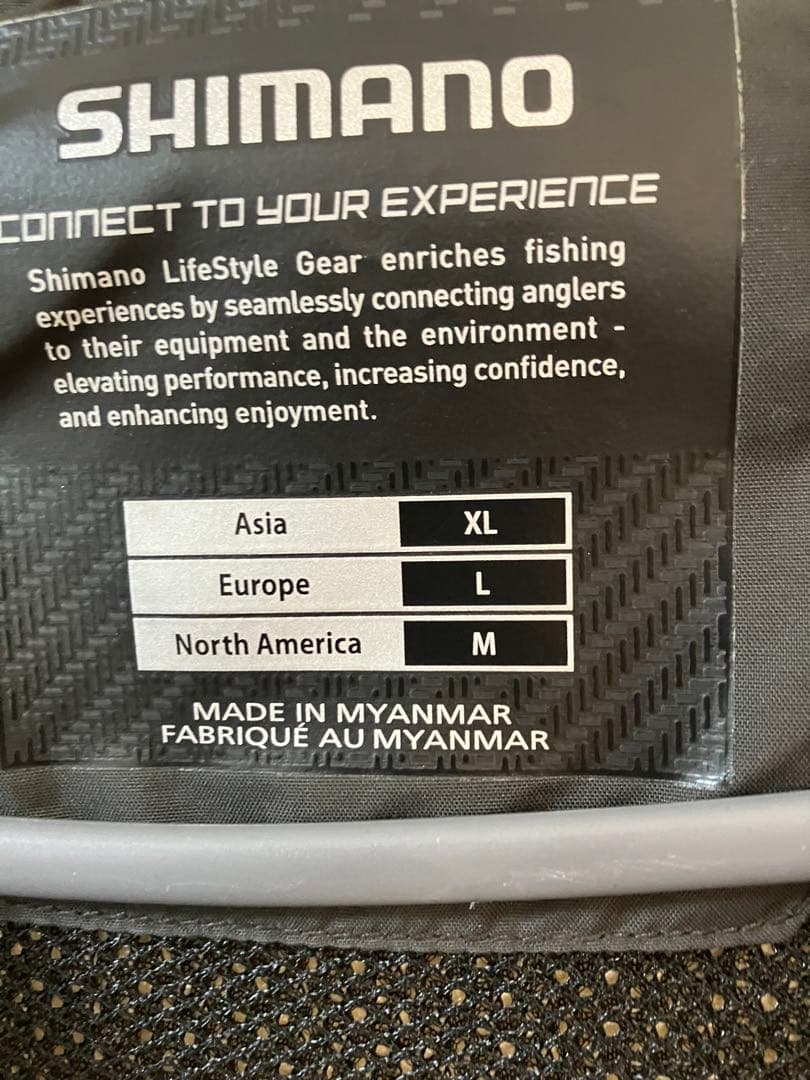 SHIMANO
CONNECT TO YOUR EXPERIENCE
Shimano LifeStyle Gear enriches fishing
experiences by seamlessly connecting anglers
to their equipment and the environment -
elevating performance, increasing confidence,
and enhancing enjoyment.
Asia XL
Europe L
North America M
MADE IN MYANMAR
FABRIQUÉ AU MYANMAR